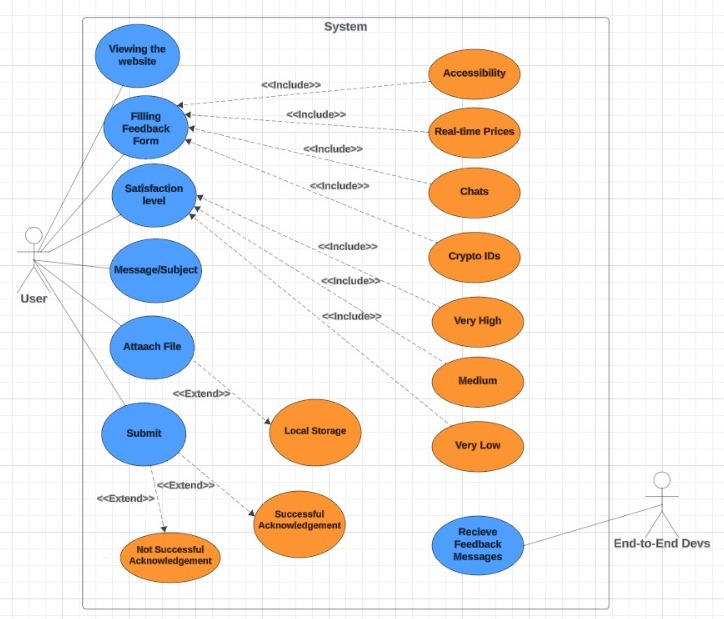 System
Viewing the
website
Accessibility
<<Include>>
Filling
Feedback
Form
<<Include>>
Real-time Prices
<<Include>>
Chats
<<Include>>
Satisfaction
level
Crypto IDs
<<Include>>
Message/Subject
<<Include>>
User
<<Include>>
Very High
Attaach File
Medium
<<Extend>>
Local Storage
Submit
Very Low
<<Extend>>
<<Extend>>
Successful
Acknowledgement
Not Successful
Acknowledgement
Recieve
Feedback
Messages
End-to-End Devs